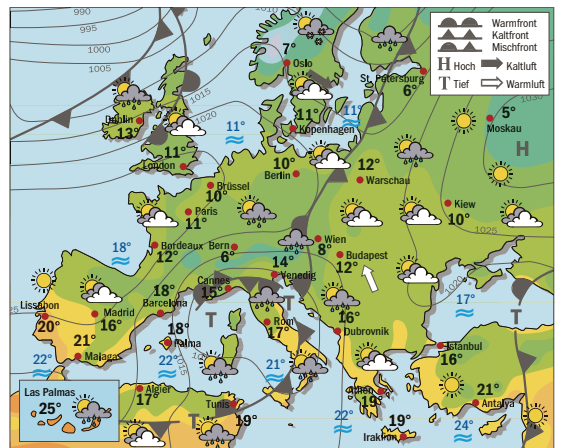 990
995
1000
1005
1015
1020
Warmfront
Kaltfront
Mischfront
H Hoch Kaltluft
T Tief Warmluft
1030
7°
Oslo
St. Petersburg
6°
5°
Moskau
H
Dublin
13°
11°
London
11°
11°
Kopenhagen
11°
10°
Berlin
12°
Warschau
10°
Brüssel
Paris
11°
Kiew
10°
1025
18°
Bordeaux
12°
Bern
6°
Wien
8°
Budapest
12°
14°
Venedig
Cannes
15°
1020
17°
T
Lissabon
20°
Madrid
16°
18°
Barcelona
T
T
16°
Dubrovnik
Rom
17°
18°
Palma
21°
Malaga
22°
22°
21°
Istanbul
16°
Las Palmas
25°
Algier
17°
T
Tunis
19°
22°
Athen
19°
19°
Iraklion
21°
Antalya
24°